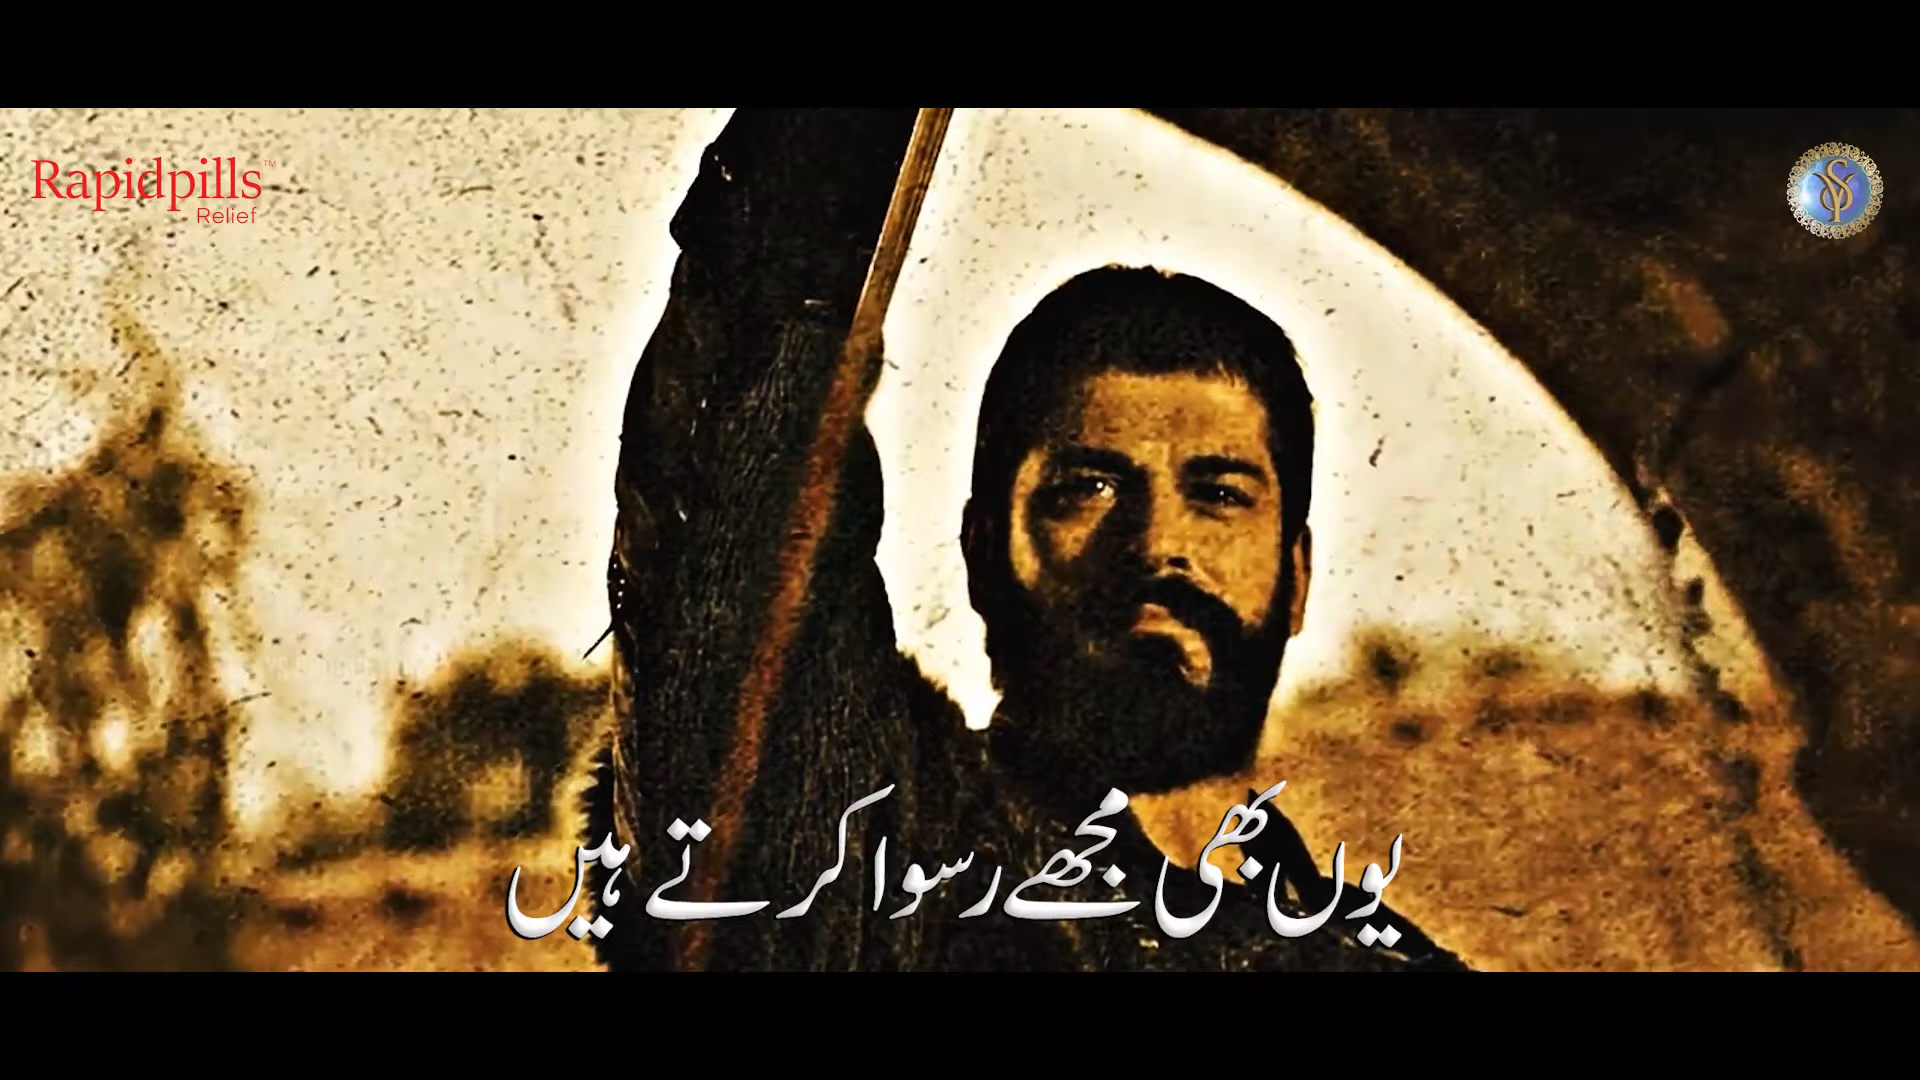 Rapidpills™
Relief
یوں بھی مجھے رسوا کرتے ہیں